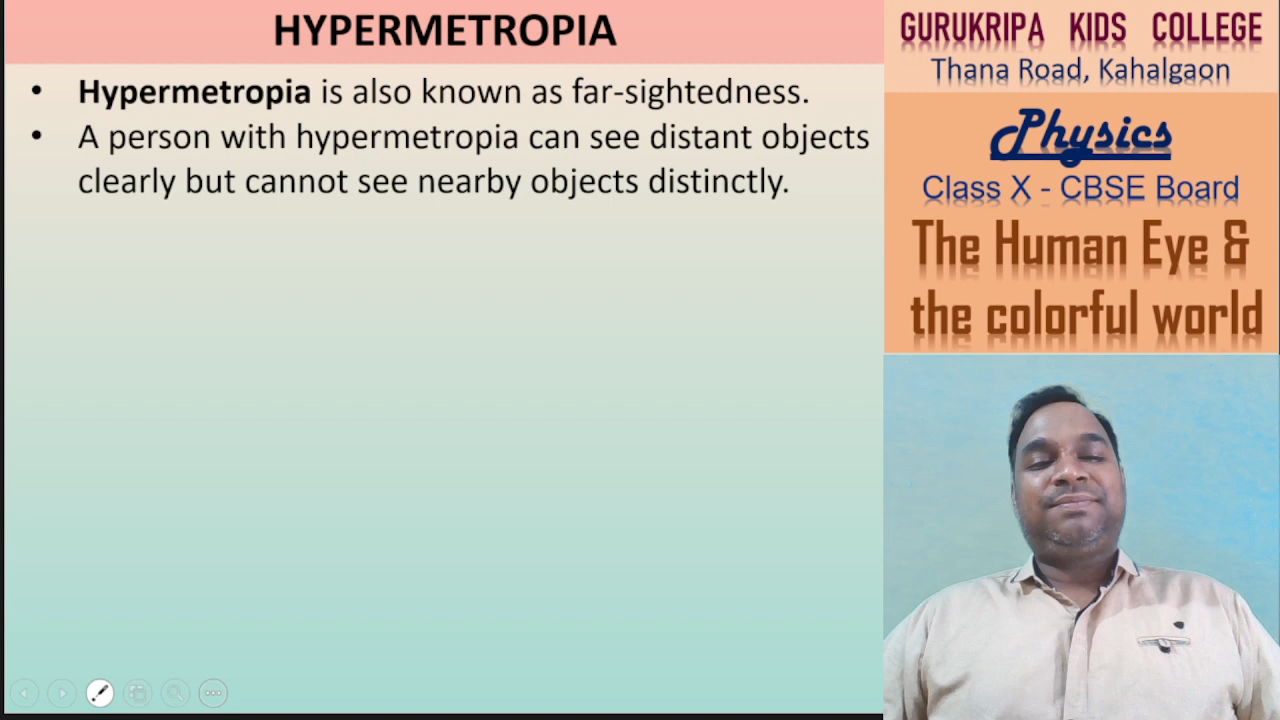 HYPERMETROPIA
• Hypermetropia is also known as far-sightedness.
• A person with hypermetropia can see distant objects
clearly but cannot see nearby objects distinctly.
GURUKRIPA KIDS COLLEGE
Thana Road, Kahalgaon
Physics
Class X - CBSE Board
The Human Eye &
the colorful world